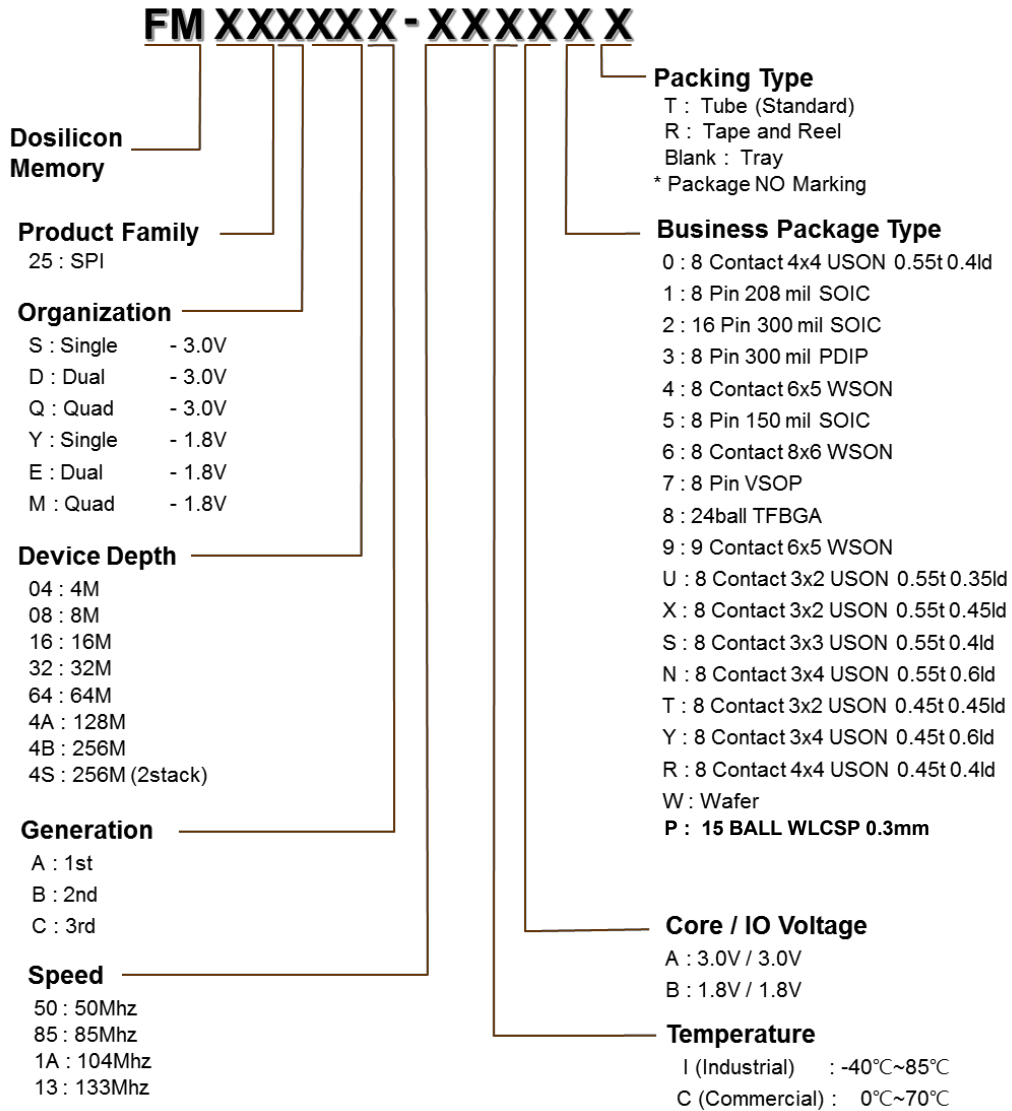 FM XXXXXX-XXXXXX
Dosilicon
Memory
Product Family
25 : SPI
Organization
S : Single - 3.0V
D : Dual - 3.0V
Q : Quad - 3.0V
Y : Single - 1.8V
E : Dual - 1.8V
M : Quad - 1.8V
Device Depth
04 : 4M
08 : 8M
16 : 16M
32 : 32M
64 : 64M
4A : 128M
4B : 256M
4S : 256M (2stack)
Generation
A : 1st
B : 2nd
C : 3rd
Speed
50 : 50Mhz
85 : 85Mhz
1A : 104Mhz
13 : 133Mhz
Packing Type
T : Tube (Standard)
R : Tape and Reel
Blank : Tray
* Package NO Marking
Business Package Type
0 : 8 Contact 4x4 USON 0.55t 0.4ld
1 : 8 Pin 208 mil SOIC
2 : 16 Pin 300 mil SOIC
3 : 8 Pin 300 mil PDIP
4 : 8 Contact 6x5 WSON
5 : 8 Pin 150 mil SOIC
6 : 8 Contact 8x6 WSON
7 : 8 Pin VSOP
8 : 24ball TFBGA
9 : 9 Contact 6x5 WSON
U : 8 Contact 3x2 USON 0.55t 0.35ld
X : 8 Contact 3x2 USON 0.55t 0.45ld
S : 8 Contact 3x3 USON 0.55t 0.4ld
N : 8 Contact 3x4 USON 0.55t 0.6ld
T : 8 Contact 3x2 USON 0.45t 0.45ld
Y : 8 Contact 3x4 USON 0.45t 0.6ld
R : 8 Contact 4x4 USON 0.45t 0.4ld
W : Wafer
P : 15 BALL WLCSP 0.3mm
Core / IO Voltage
A : 3.0V / 3.0V
B : 1.8V / 1.8V
Temperature
I (Industrial) : -40℃~85℃
C (Commercial) : 0℃~70℃